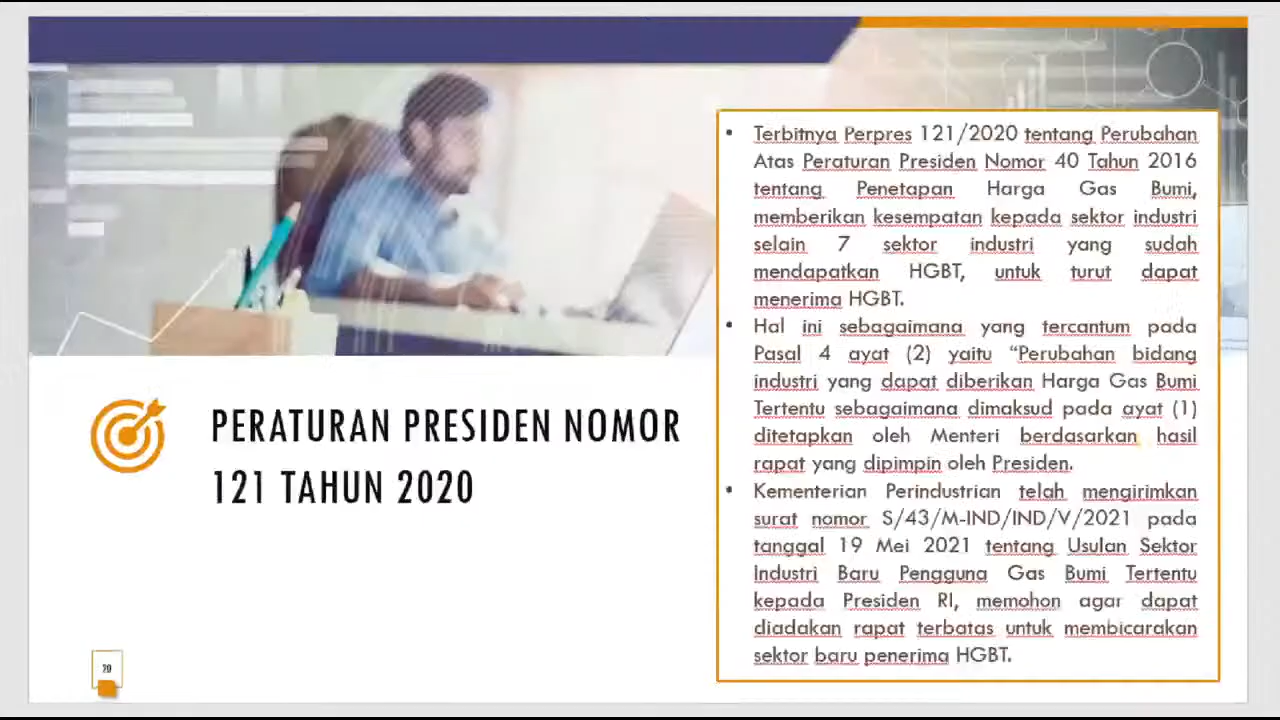 Terbitnya Perpres 121/2020 tentang Perubahan
Atas Peraturan Presiden Nomor 40 Tahun 2016
tentang Penetapan Harga Gas Bumi,
memberikan kesempatan kepada sektor industri
selain 7 sektor industri yang sudah
mendapatkan HGBT, untuk turut dapat
menerima HGBT.
Hal ini sebagaimana yang tercantum pada
Pasal 4 ayat (2) yaitu “Perubahan bidang
industri yang dapat diberikan Harga Gas Bumi
Tertentu sebagaimana dimaksud pada ayat (1)
ditetapkan oleh Menteri berdasarkan hasil
rapat yang dipimpin oleh Presiden.
Kementerian Perindustrian telah mengirimkan
surat nomor S/43/M-IND/IND/V/2021 pada
tanggal 19 Mei 2021 tentang Usulan Sektor
Industri Baru Pengguna Gas Bumi Tertentu
kepada Presiden RI, memohon agar dapat
diadakan rapat terbatas untuk membicarakan
sektor baru penerima HGBT.
PERATURAN PRESIDEN NOMOR
121 TAHUN 2020
20